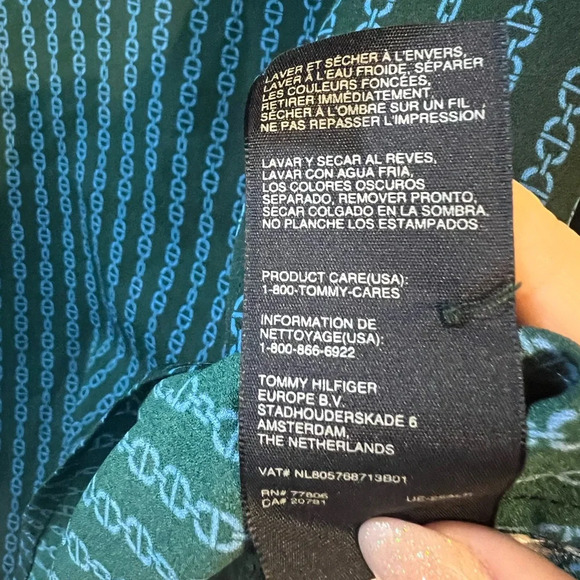 LAVER ET SÉCHER À L'ENVERS,
LAVER À L'EAU FROIDE, SÉPARER
LES COULEURS FONCÉES,
RETIRER IMMÉDIATEMENT,
SÉCHER À L'OMBRE SUR UN FIL
NE PAS REPASSER L'IMPRESSION
LAVAR Y SECAR AL REVES,
LAVAR CON AGUA FRIA,
LOS COLORES OSCUROS
SEPARADO, REMOVER PRONTO,
SECAR COLGADO EN LA SOMBRA.
NO PLANCHE LOS ESTAMPADOS.
PRODUCT CARE(USA):
1-800-TOMMY-CARES
INFORMATION DE
NETTOYAGE(USA):
1-800-866-6922
TOMMY HILFIGER
EUROPE B.V.
STADHOUDERSKADE 6
AMSTERDAM,
THE NETHERLANDS
VAT# NL805768713B01
RN# 77806
CA# 20781